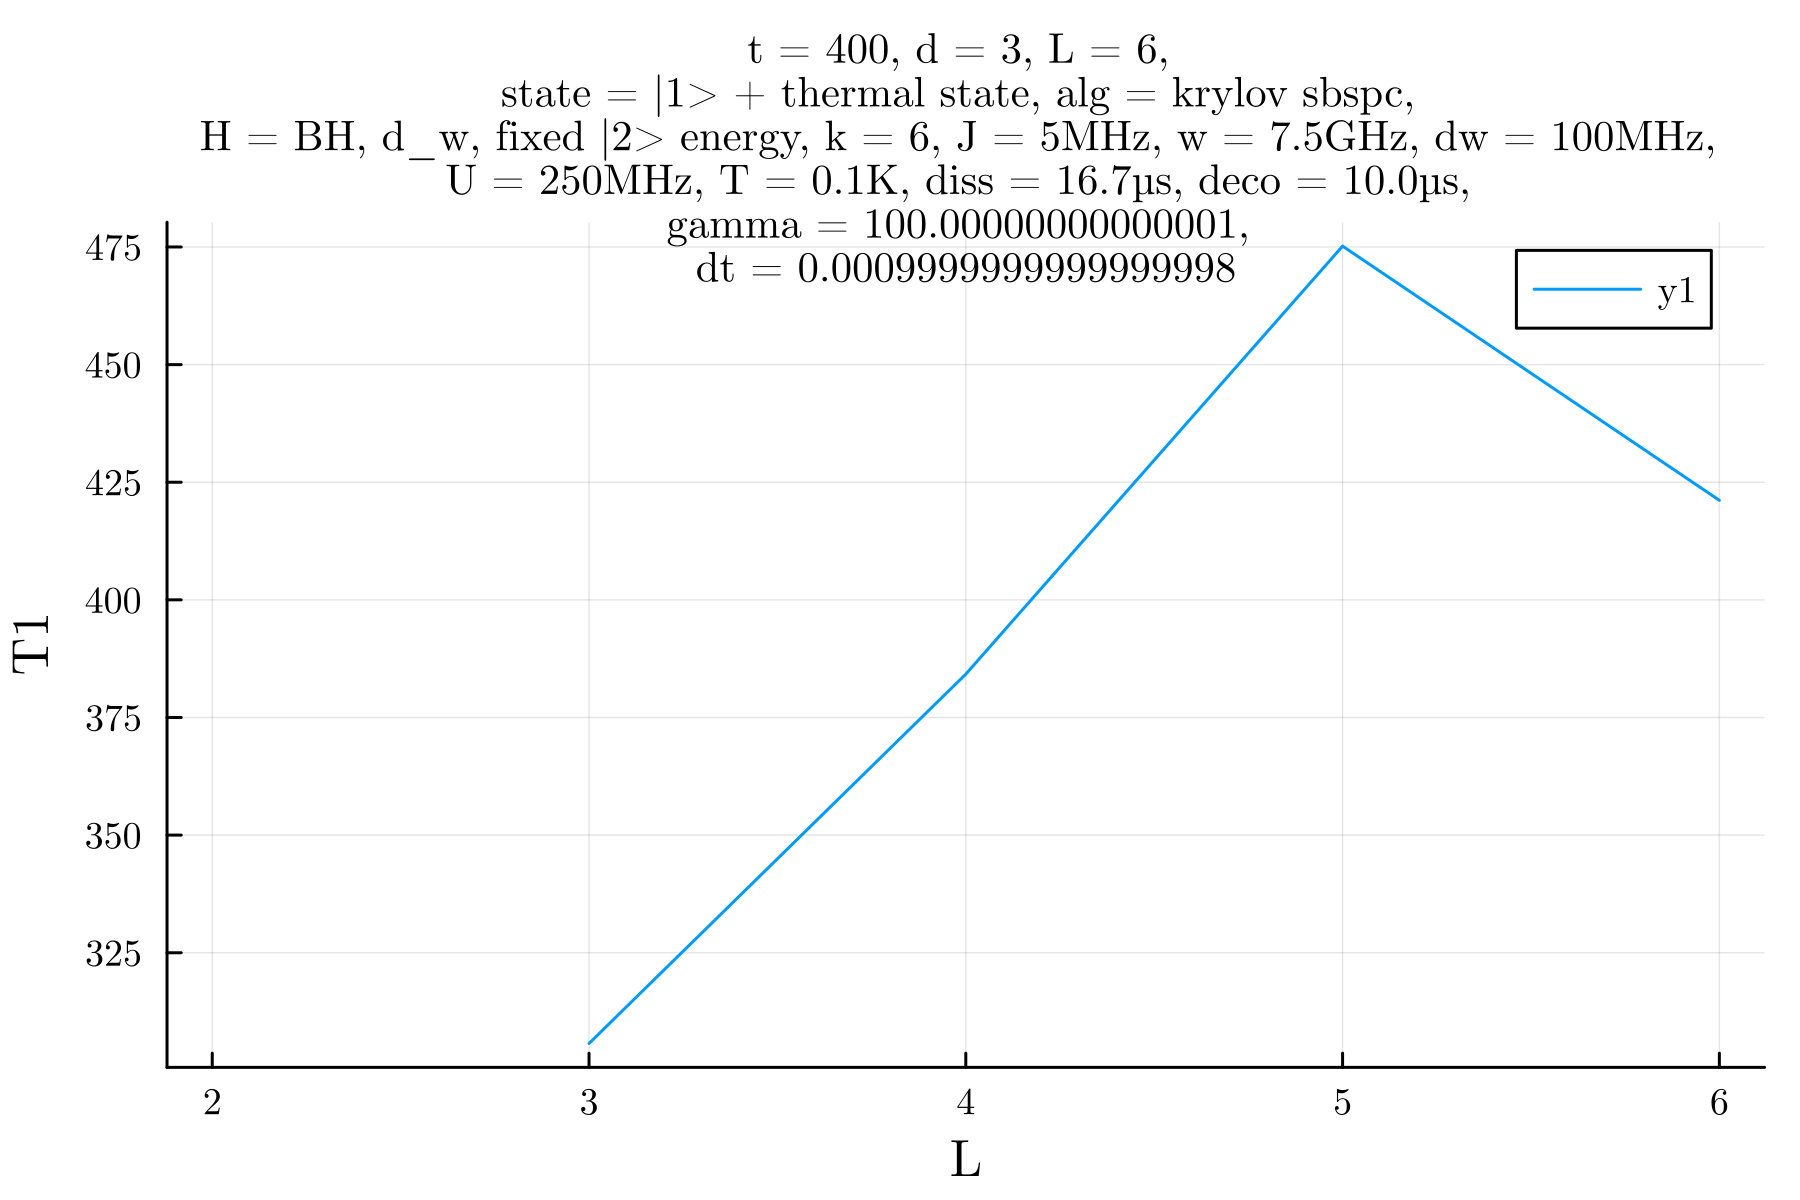 t = 400, d = 3, L = 6,
state = |1> + thermal state, alg = krylov sbspc,
H = BH, d_w, fixed |2> energy, k = 6, J = 5MHz, w = 7.5GHz, dw = 100MHz,
U = 250MHz, T = 0.1K, diss = 16.7µs, deco = 10.0µs,
gamma = 100.00000000000001,
dt = 0.0009999999999999998
475
450
425
400
375
350
325
T1
y1
2 3 4 5 6
L